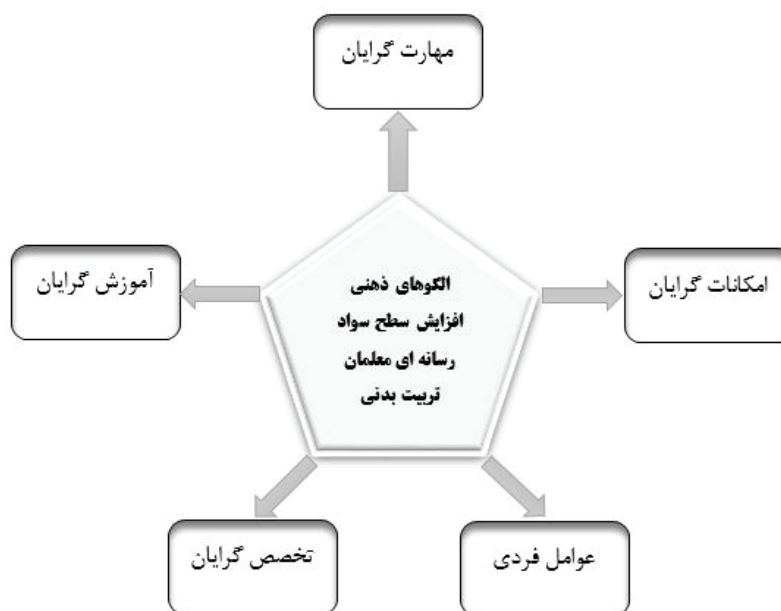 مهارت گرایان
امکانات گرایان
آموزش گرایان
الگوهای ذهنی
افزایش سطح سواد
رسانه ای معلمان
تربیت بدنی
عوامل فردی
تخصص گرایان